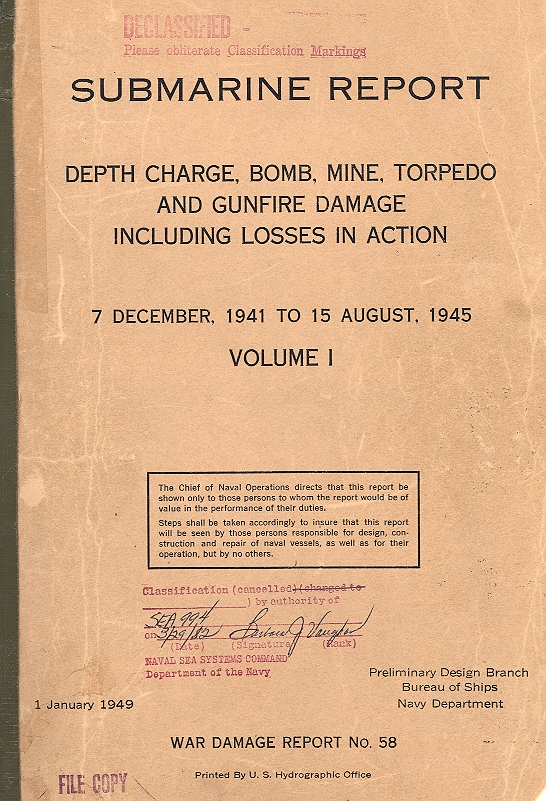 DECLASSIFIED -
Please obliterate Classification Markings
SUBMARINE REPORT
DEPTH CHARGE, BOMB, MINE, TORPEDO
AND GUNFIRE DAMAGE
INCLUDING LOSSES IN ACTION
7 DECEMBER, 1941 TO 15 AUGUST, 1945
VOLUME I
The Chief of Naval Operations directs that this report be
shown only to those persons to whom the report would be of
value in the performance of their duties.
Steps shall be taken accordingly to insure that this report
will be seen by those persons responsible for design, con-
struction and repair of naval vessels, as well as for their
operation, but by no others.
Classification (cancelled)(changed to
) by authority of
SEA 994
on 3/29/82
(Date) (Signature) (Rank)
NAVAL SEA SYSTEMS COMMAND
Department of the Navy
Preliminary Design Branch
Bureau of Ships
Navy Department
1 January 1949
WAR DAMAGE REPORT No. 58
Printed By U. S. Hydrographic Office
FILE COPY